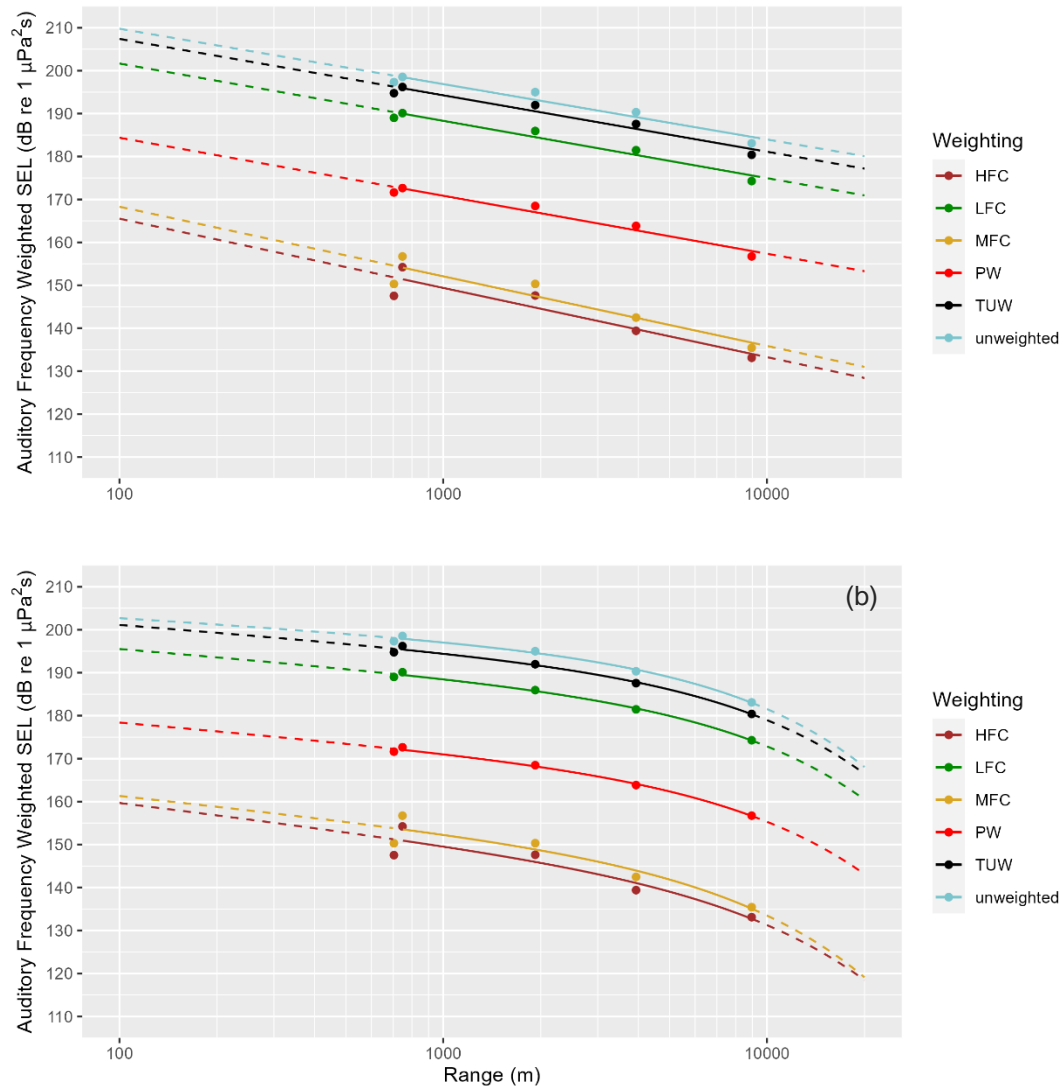 Auditory Frequency Weighted SEL (dB re 1 µPa²s)
210
200
190
180
170
160
150
140
130
120
110
100
1000
10000
Weighting
HFC
LFC
MFC
PW
TUW
unweighted
(b)
Auditory Frequency Weighted SEL (dB re 1 µPa²s)
210
200
190
180
170
160
150
140
130
120
110
100
1000
10000
Range (m)
Weighting
HFC
LFC
MFC
PW
TUW
unweighted